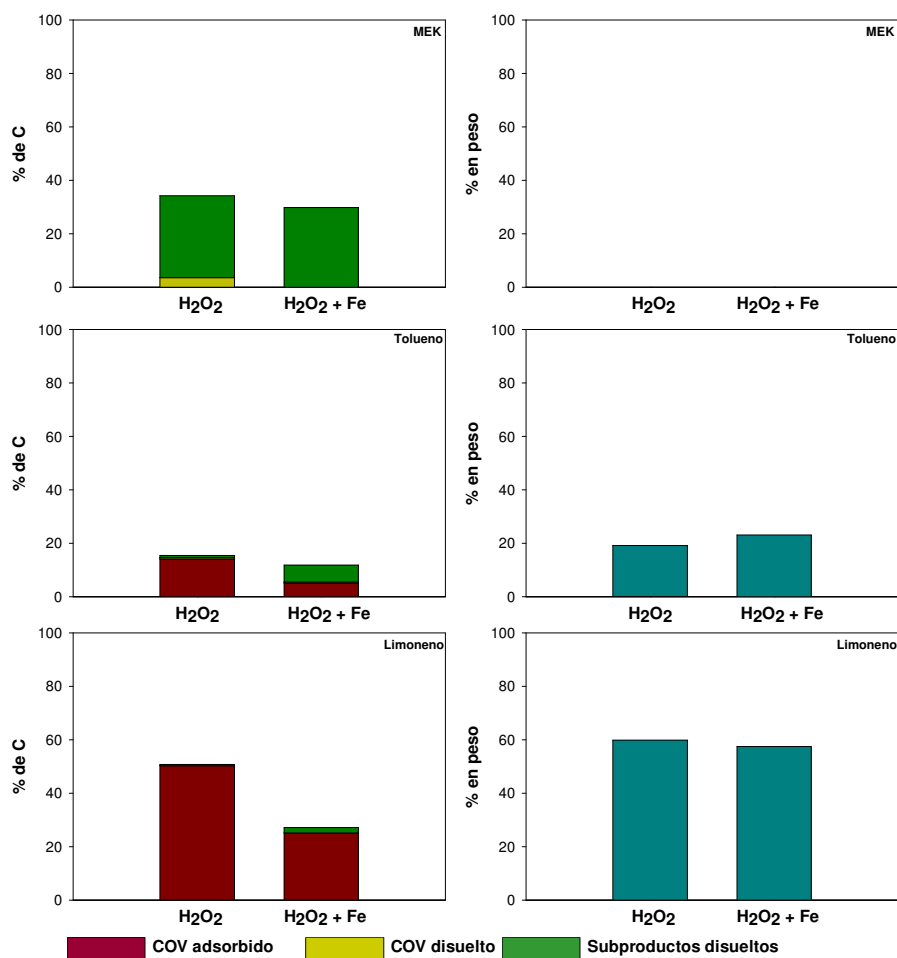 MEK
% de C
100
80
60
40
20
0
H₂O₂ H₂O₂ + Fe
MEK
% en peso
100
80
60
40
20
0
H₂O₂ H₂O₂ + Fe
Tolueno
% de C
100
80
60
40
20
0
H₂O₂ H₂O₂ + Fe
Tolueno
% en peso
100
80
60
40
20
0
H₂O₂ H₂O₂ + Fe
Limoneno
% de C
100
80
60
40
20
0
H₂O₂ H₂O₂ + Fe
Limoneno
% en peso
100
80
60
40
20
0
H₂O₂ H₂O₂ + Fe
COV adsorbido COV disuelto Subproductos disueltos